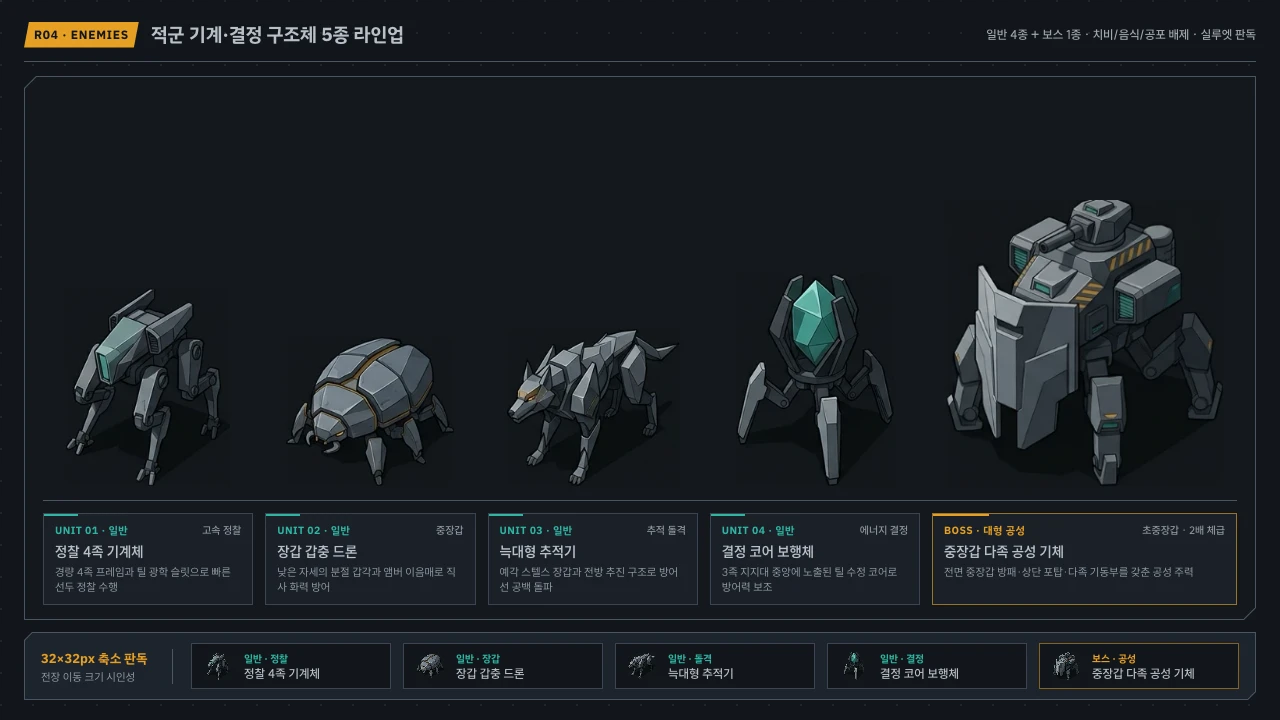 R04 · ENEMIES
적군 기계·결정 구조체 5종 라인업
일반 4종 + 보스 1종 · 치비/음식/공포 배제 · 실루엣 판독
UNIT 01 · 일반
고속 정찰
정찰 4족 기계체
경량 4족 프레임과 틸 광학 슬릿으로 빠른
선두 정찰 수행
UNIT 02 · 일반
중장갑
장갑 갑충 드론
낮은 자세의 분절 갑각과 앰버 이음매로 직
사 화력 방어
UNIT 03 · 일반
추적 돌격
늑대형 추적기
예각 스텔스 장갑과 전방 추진 구조로 방어
선 공백 돌파
UNIT 04 · 일반
에너지 결정
결정 코어 보행체
3족 지지대 중앙에 노출된 틸 수정 코어로
방어력 보조
BOSS · 대형 공성
초중장갑 · 2배 체급
중장갑 다족 공성 기체
전면 중장갑 방패·상단 포탑·다족 기동부를 갖춘 공성 주력
32×32px 축소 판독
전장 이동 크기 시인성
일반 · 정찰
정찰 4족 기계체
일반 · 장갑
장갑 갑충 드론
일반 · 돌격
늑대형 추적기
일반 · 결정
결정 코어 보행체
보스 · 공성
중장갑 다족 공성 기체